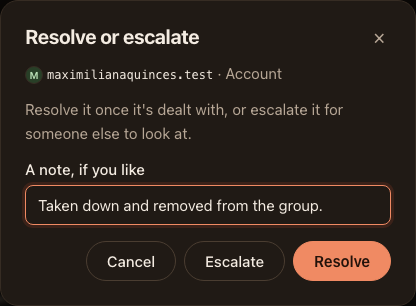 Resolve or escalate
M maximilianaquinces.test · Account
Resolve it once it's dealt with, or escalate it for
someone else to look at.
A note, if you like
Taken down and removed from the group.
Cancel Escalate Resolve